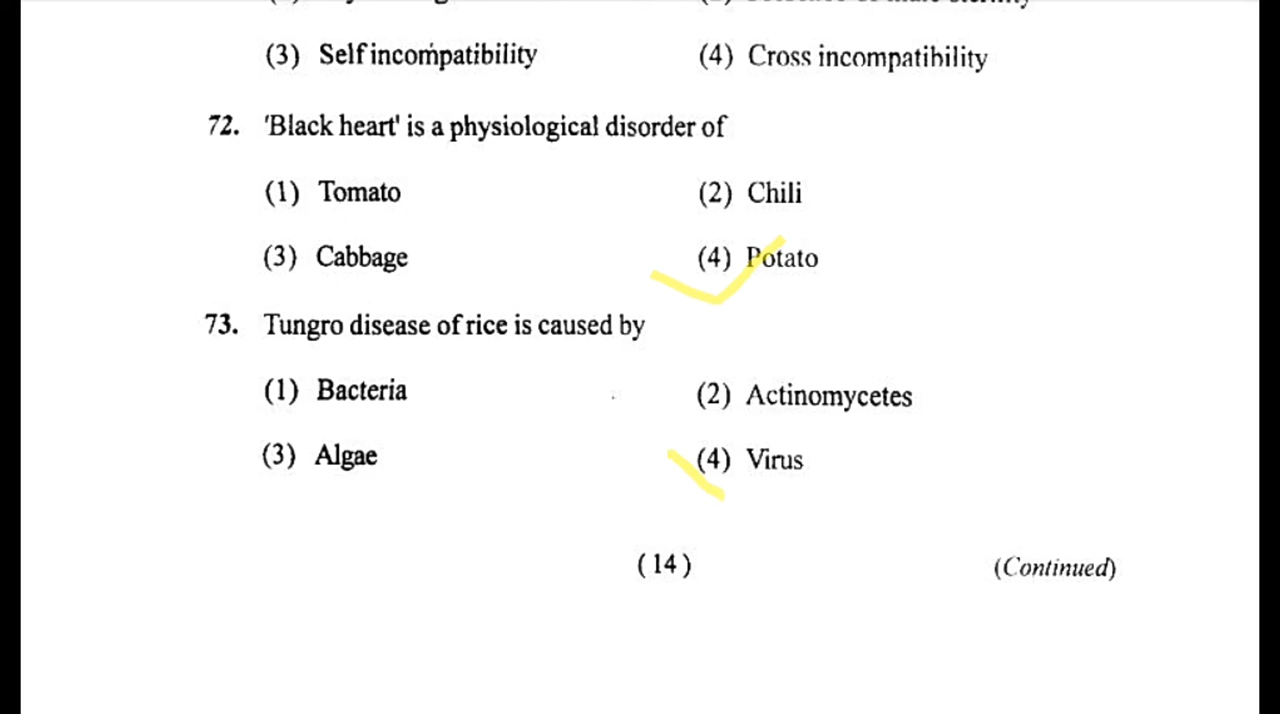 (3) Self incompatibility (4) Cross incompatibility
72. 'Black heart' is a physiological disorder of
(1) Tomato (2) Chili
(3) Cabbage (4) Potato
73. Tungro disease of rice is caused by
(1) Bacteria (2) Actinomycetes
(3) Algae (4) Virus
(14) (Continued)